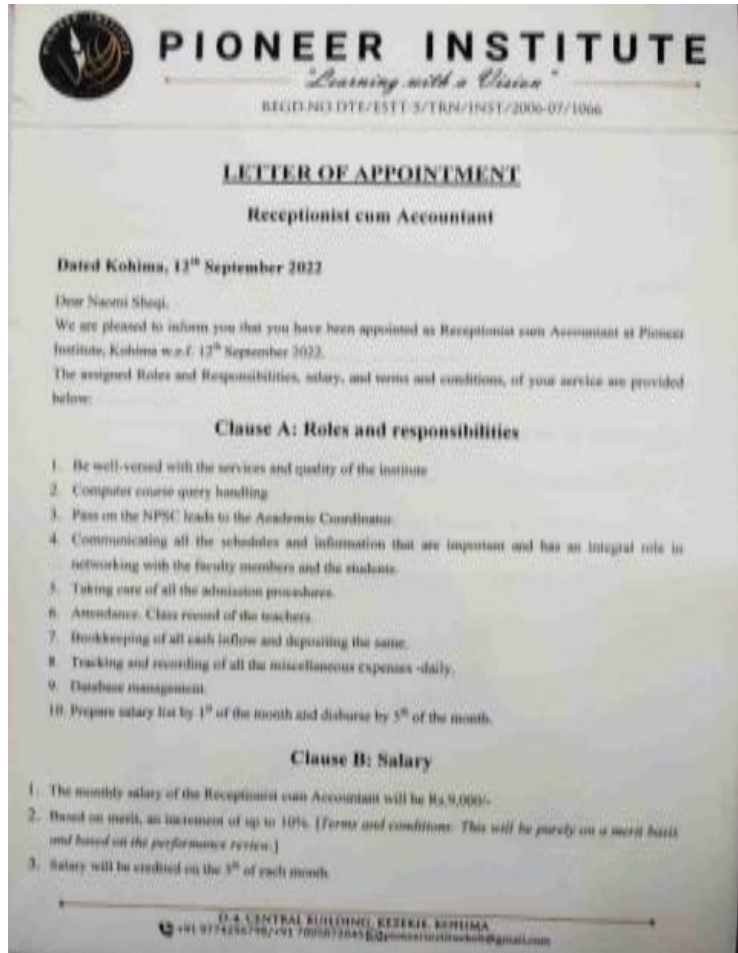 PIONEER INSTITUTE
PIONEER INSTITUTE
"Learning with a Vision"
REGD.NO.DTE/ESTT-5/TRN/INST/2006-07/1066
LETTER OF APPOINTMENT
Receptionist cum Accountant
Dated Kohima, 12th September 2022
Dear Naomi Sheqi,
We are pleased to inform you that you have been appointed as Receptionist cum Accountant at Pioneer
Institute, Kohima w.e.f. 12th September 2022.
The assigned Roles and Responsibilities, salary, and terms and conditions, of your service are provided
below:
Clause A: Roles and responsibilities
1. Be well-versed with the services and quality of the institute
2. Computer course query handling
3. Pass on the NPSC leads to the Academic Coordinator.
4. Communicating all the schedules and information that are important and has an integral role in
networking with the faculty members and the students.
5. Taking care of all the admission procedures.
6. Attendance. Class record of the teachers.
7. Bookkeeping of all cash inflow and depositing the same.
8. Tracking and recording of all the miscellaneous expenses -daily.
9. Database management.
10. Prepare salary list by 1st of the month and disburse by 5th of the month.
Clause B: Salary
1. The monthly salary of the Receptionist cum Accountant will be Rs.9,000/-
2. Based on merit, an increment of up to 10%. [Terms and conditions: This will be purely on a merit basis
and based on the performance review.]
3. Salary will be credited on the 5th of each month.
CENTRAL BUILDING, KEZEKIE, KOHIMA